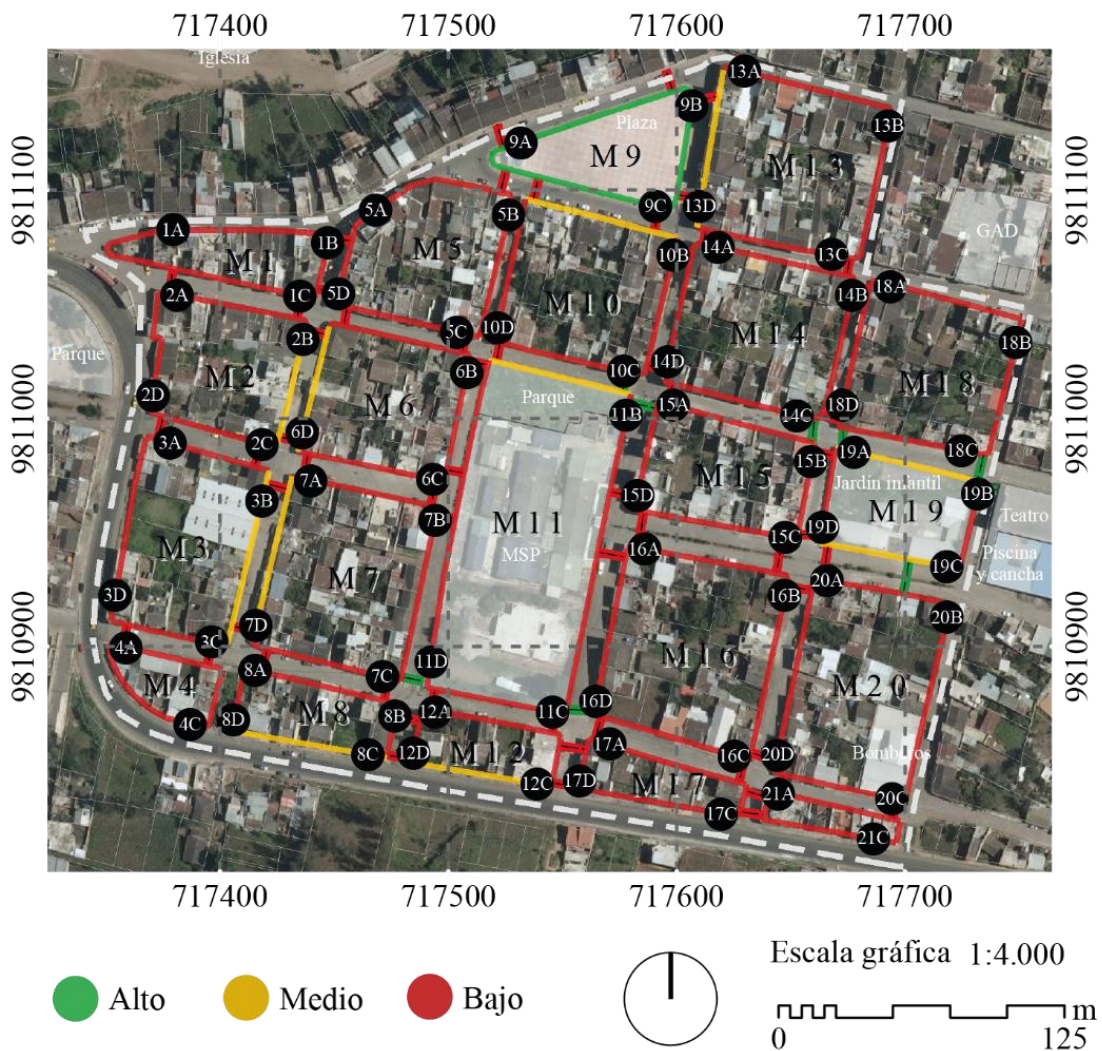 717400 717500 717600 717700
Iglesia
13A
9B
Plaza
13B
9A
M 9
M 1 3
9811100
9811100
5A
5B
9C
13D
1A
1B
GAD
M 1
M 5
10B
14A
13C
2A
1C
5D
14B
18A
M 1 0
2B
5C
10D
M 1 4
18B
Parque
M 2
6B
10C
14D
M 1 8
2D
M 6
Parque
11B
15A
14C
18D
9811000
9811000
3A
2C
6D
15B
19A
18C
7A
6C
M 1 5
Jardín infantil
3B
7B
15D
19B
M 1 9
Teatro
M 3
M 1 1
MSP
15C
19D
Piscina
y cancha
M 7
16A
19C
20A
3D
16B
20B
9810900
9810900
3C
7D
4A
8A
7C
11D
M 1 6
M 4
M 2 0
4C
8D
M 8
8B
12A
11C
16D
8C
12D
M 1 2
17A
16C
20D
Bomberos
12C
17D
M 1 7
21A
20C
17C
21C
717400 717500 717600 717700
Alto Medio Bajo
Escala gráfica 1:4.000
m
0 125